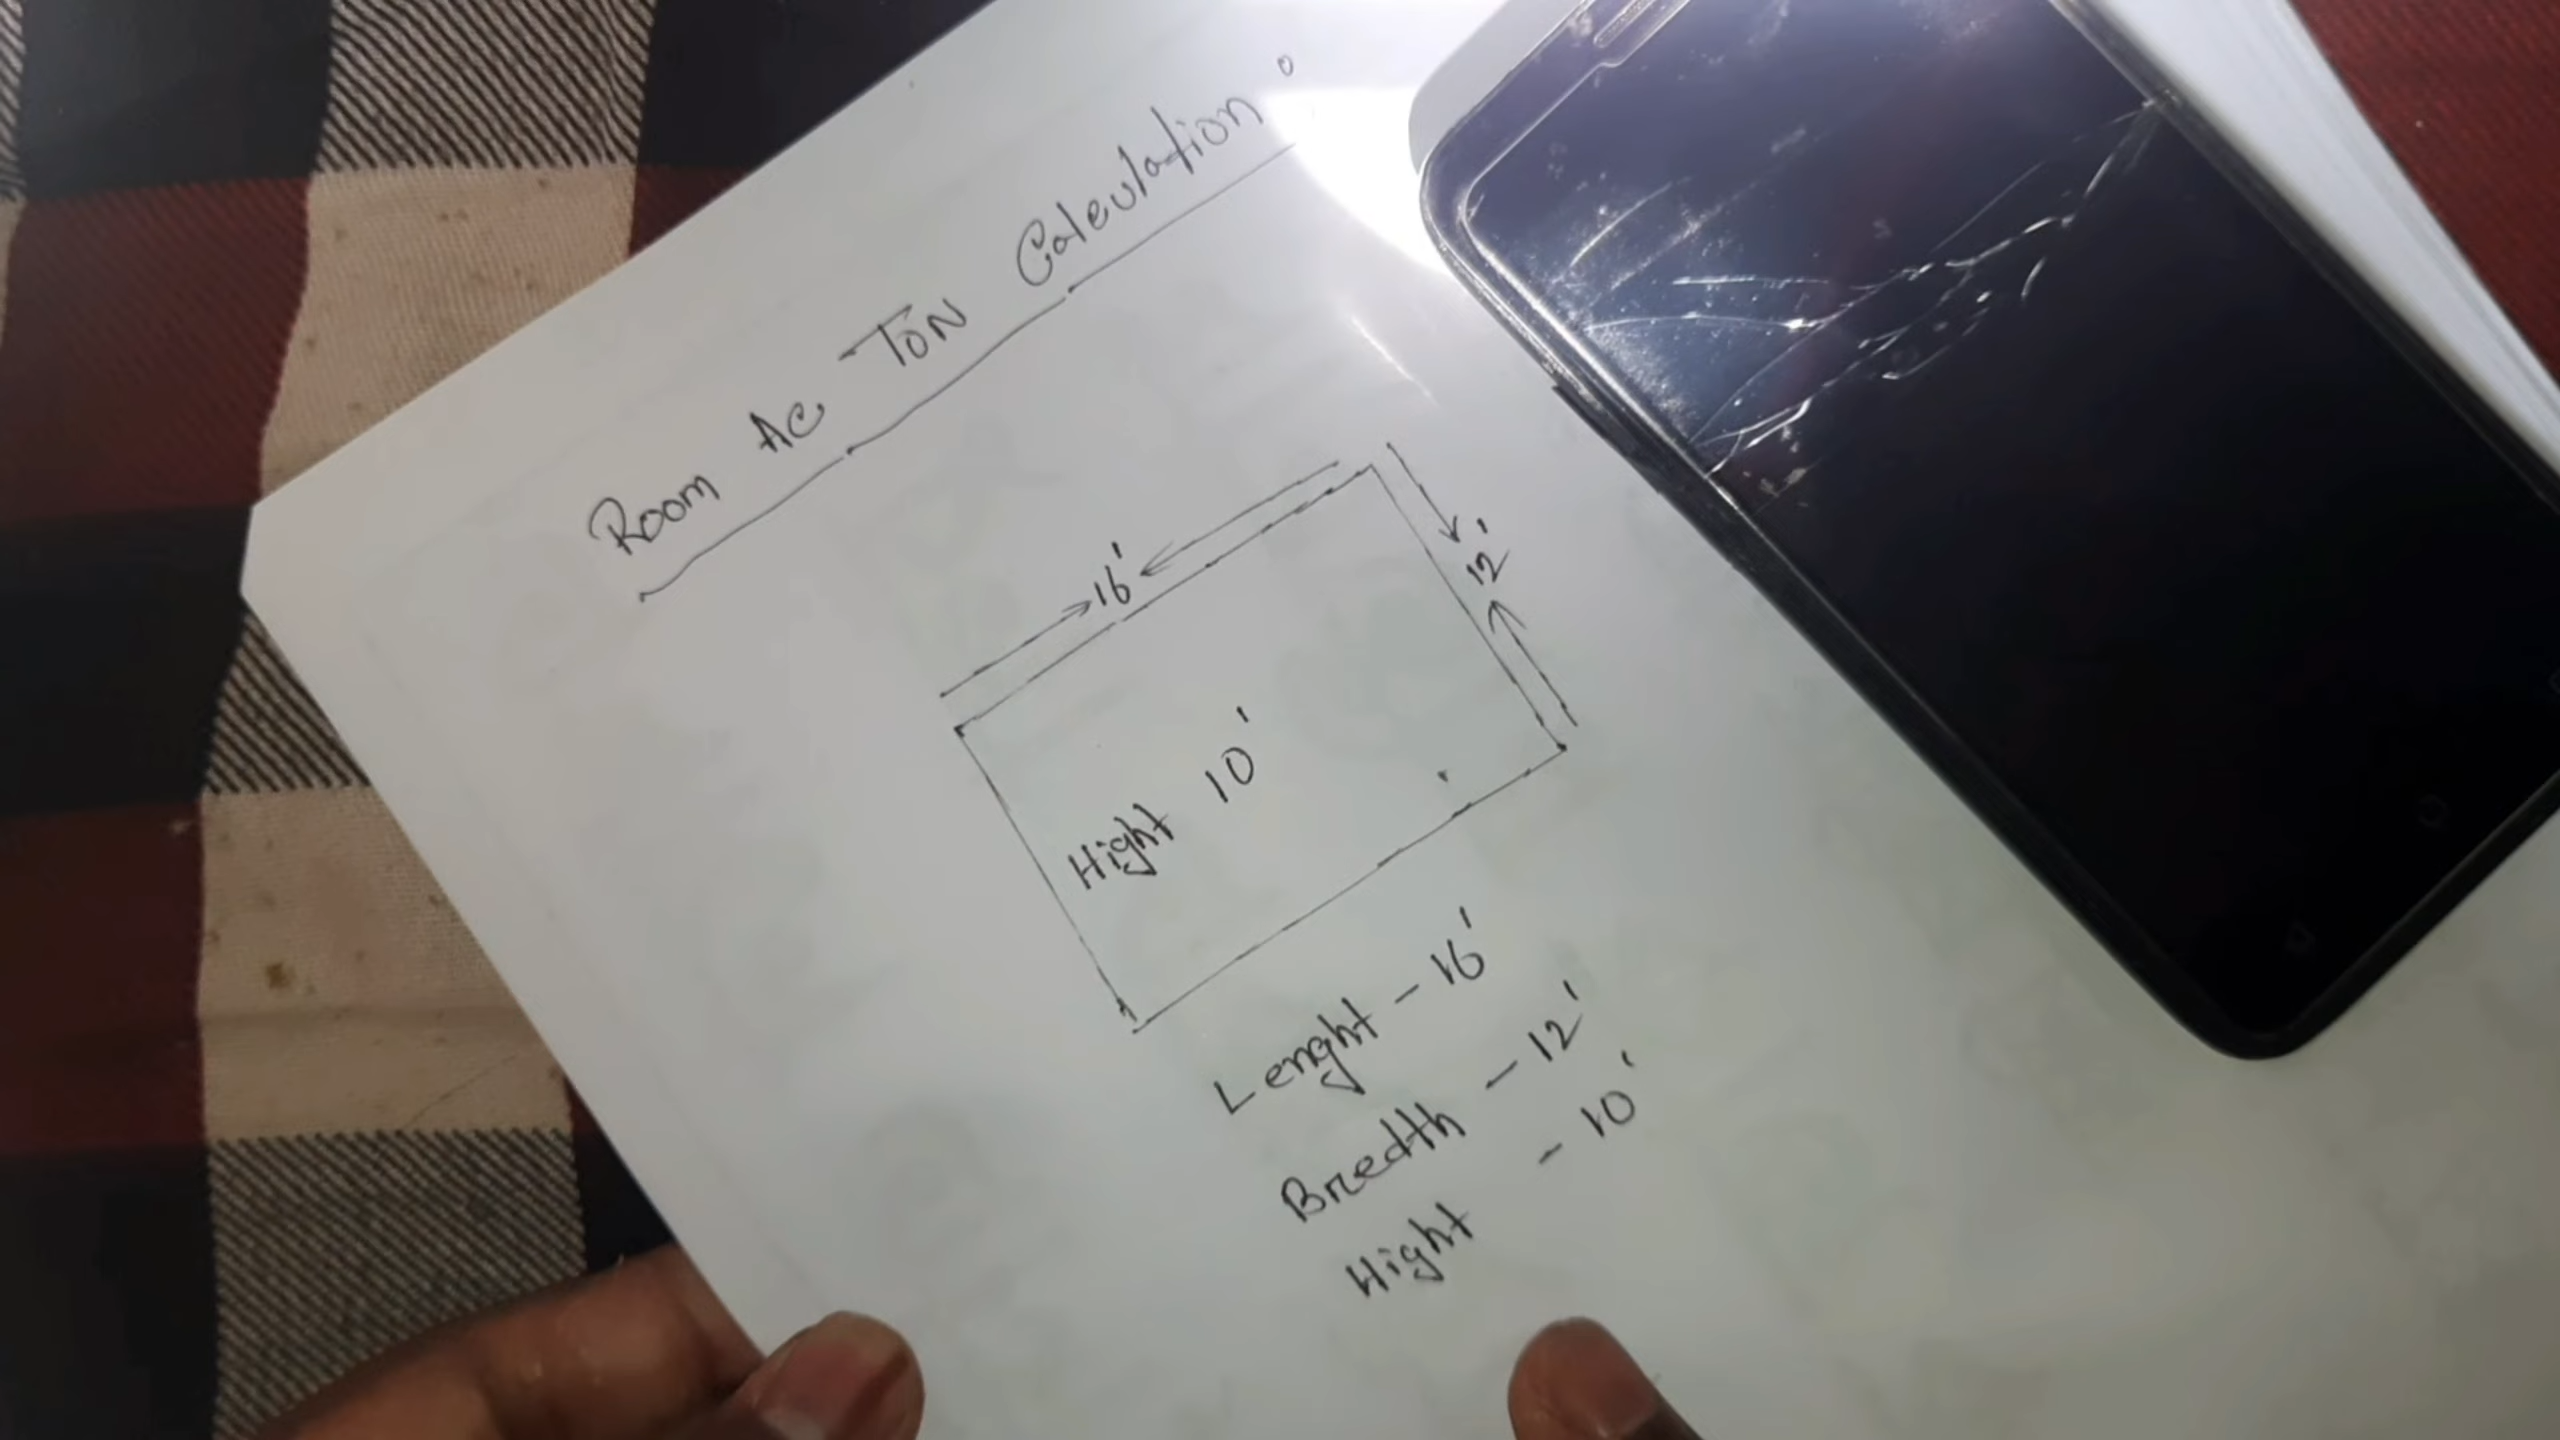 Room AC TON Calculation:
16'
12'
Hight 10'
Lenght - 16'
Bredth - 12'
Hight - 10'